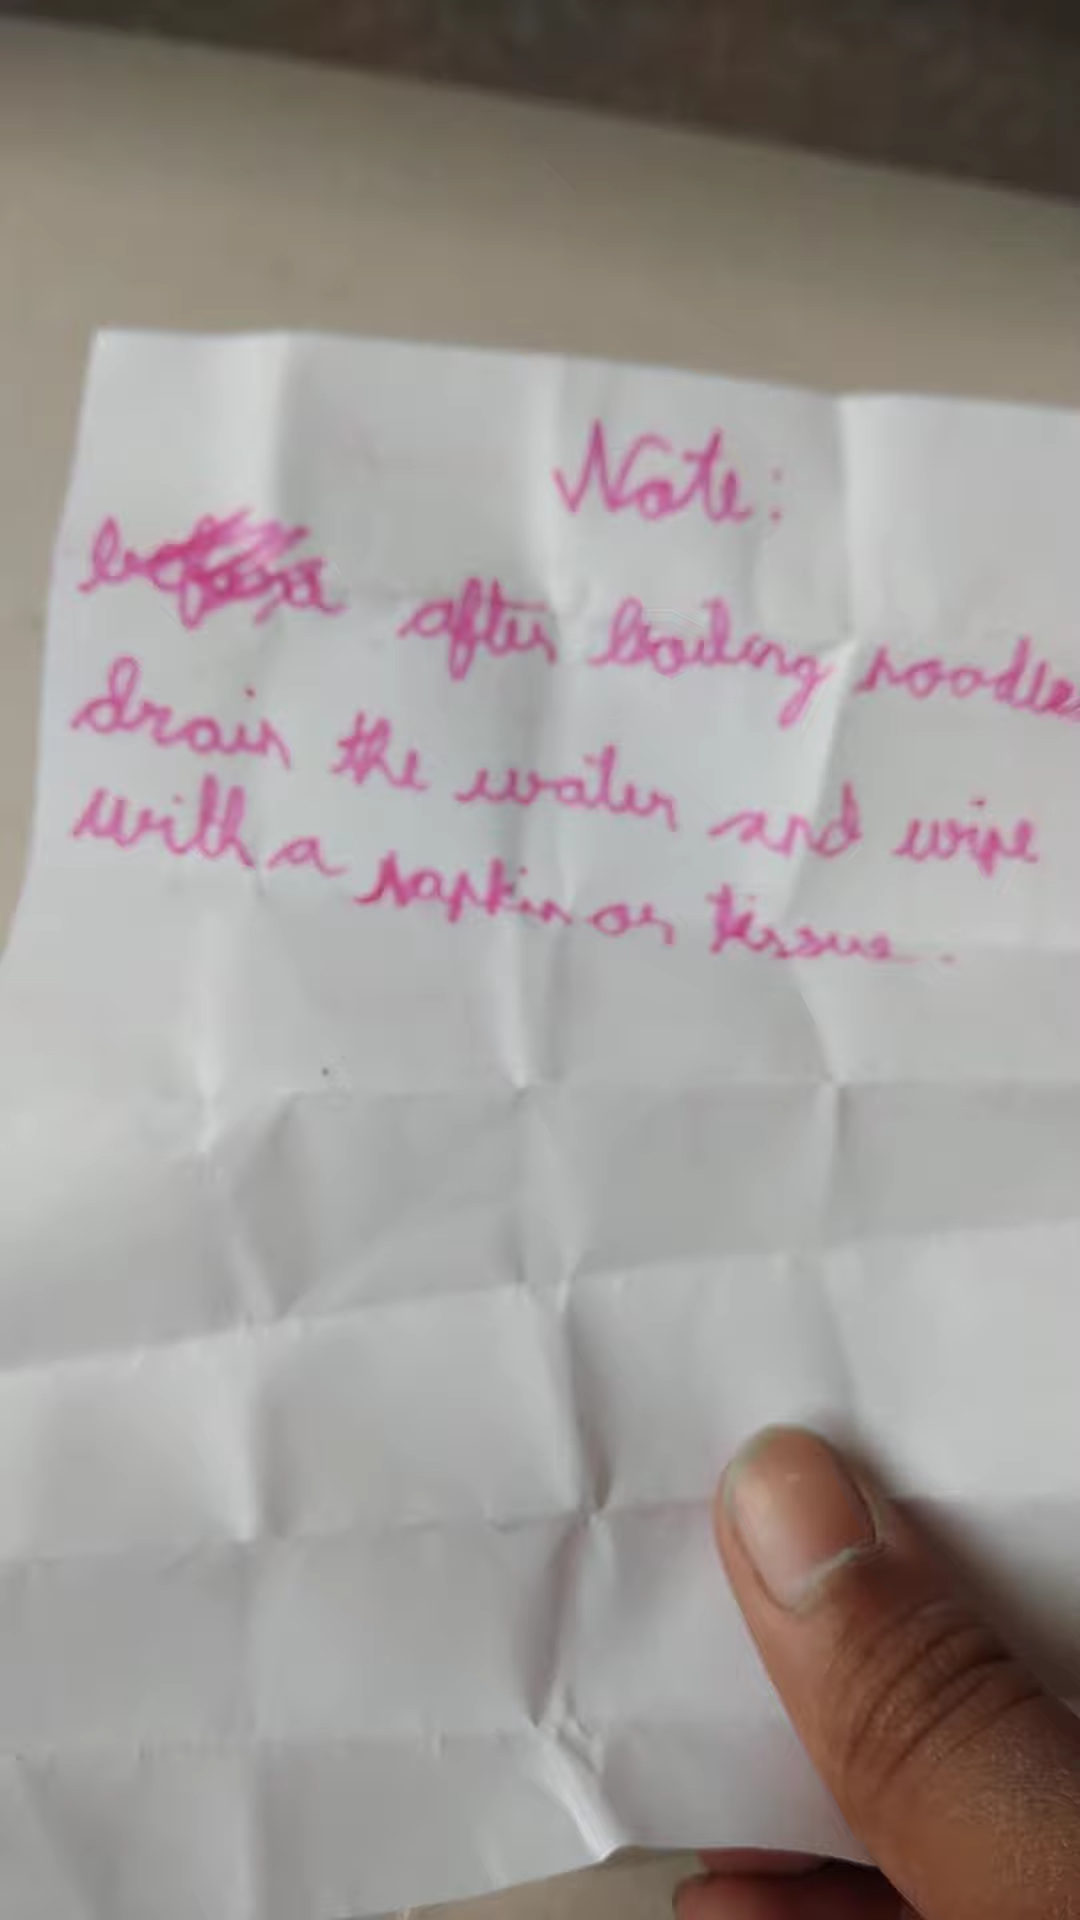 Note:
after boiling noodles
drain the water and wipe
with a napkin or tissue.